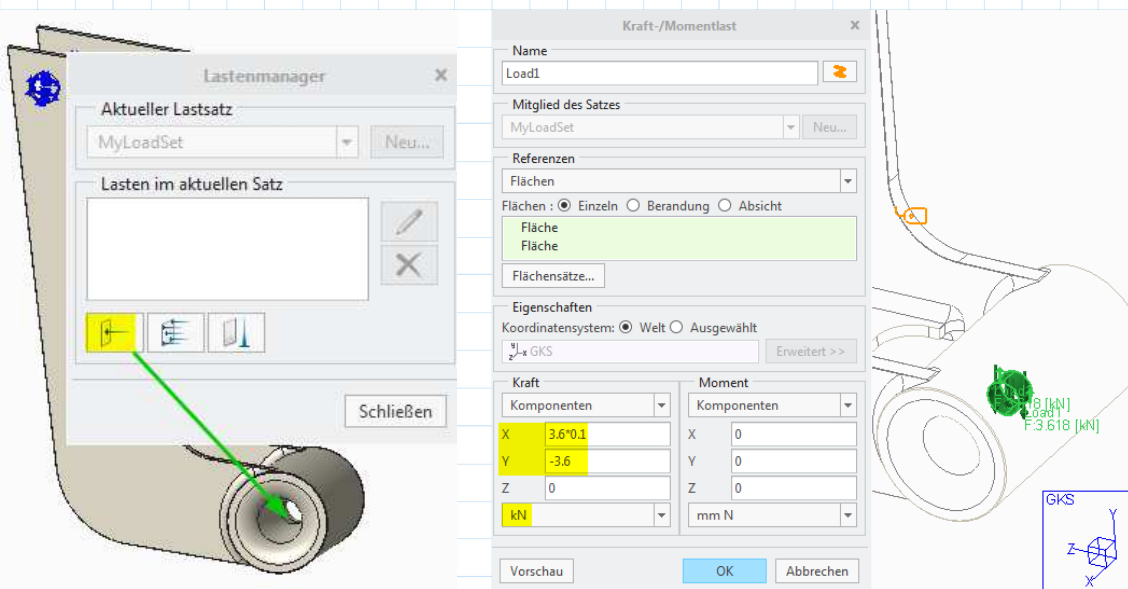 Lastenmanager
Aktueller Lastsatz
MyLoadSet
Neu...
Lasten im aktuellen Satz
Schließen
Kraft-/Momentlast
Name
Load1
Mitglied des Satzes
MyLoadSet
Neu...
Referenzen
Flächen
Flächen : Einzeln Berandung Absicht
Fläche
Fläche
Flächensätze...
Eigenschaften
Koordinatensystem: Welt Ausgewählt
GKS
Erweitert >>
Kraft
Komponenten
X 3.6*0.1
Y -3.6
Z 0
kN
Moment
Komponenten
X 0
Y 0
Z 0
mm N
Vorschau
OK
Abbrechen
[kN]
Load1
F:3.618 [kN]
GKS
Y
Z
X